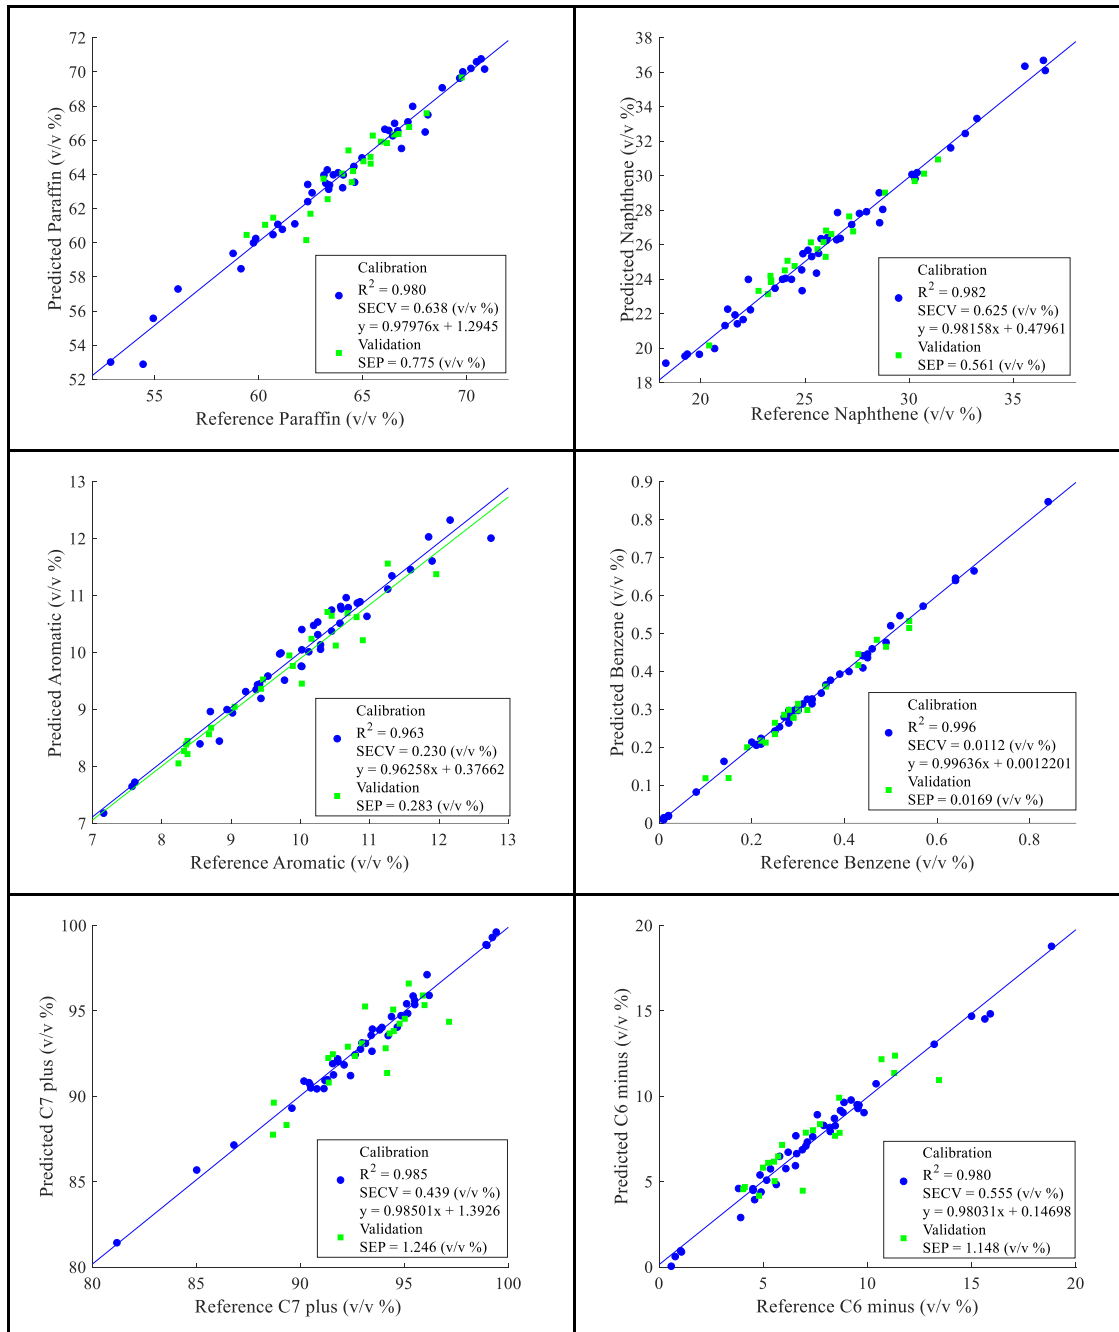 72
70
68
66
64
62
60
58
56
54
52
55
60
65
70
Predicted Paraffin (v/v %)
Reference Paraffin (v/v %)
Calibration
R² = 0.980
SECV = 0.638 (v/v %)
y = 0.97976x + 1.2945
Validation
SEP = 0.775 (v/v %)
38
36
34
32
30
28
26
24
22
20
18
20
25
30
35
Predicted Naphthene (v/v %)
Reference Naphthene (v/v %)
Calibration
R² = 0.982
SECV = 0.625 (v/v %)
y = 0.98158x + 0.47961
Validation
SEP = 0.561 (v/v %)
13
12
11
10
9
8
7
7
8
9
10
11
12
13
Prediced Aromatic (v/v %)
Reference Aromatic (v/v %)
Calibration
R² = 0.963
SECV = 0.230 (v/v %)
y = 0.96258x + 0.37662
Validation
SEP = 0.283 (v/v %)
0.9
0.8
0.7
0.6
0.5
0.4
0.3
0.2
0.1
0
0
0.2
0.4
0.6
0.8
Predicted Benzene (v/v %)
Reference Benzene (v/v %)
Calibration
R² = 0.996
SECV = 0.0112 (v/v %)
y = 0.99636x + 0.0012201
Validation
SEP = 0.0169 (v/v %)
100
95
90
85
80
80
85
90
95
100
Predicted C7 plus (v/v %)
Reference C7 plus (v/v %)
Calibration
R² = 0.985
SECV = 0.439 (v/v %)
y = 0.98501x + 1.3926
Validation
SEP = 1.246 (v/v %)
20
15
10
5
0
0
5
10
15
20
Predicted C6 minus (v/v %)
Reference C6 minus (v/v %)
Calibration
R² = 0.980
SECV = 0.555 (v/v %)
y = 0.98031x + 0.14698
Validation
SEP = 1.148 (v/v %)